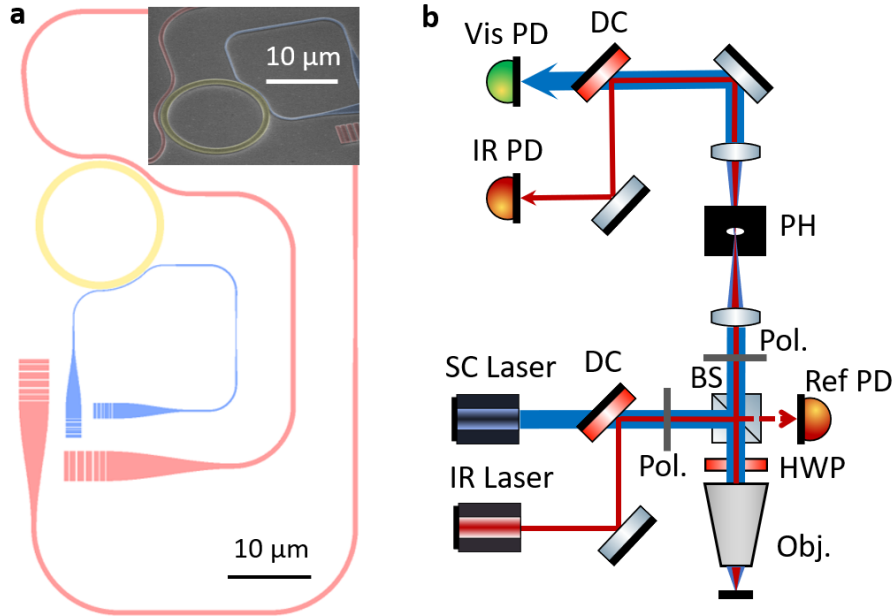 a
10 μm
10 μm
b
Vis PD
DC
IR PD
PH
Pol.
SC Laser
DC
BS
Ref PD
Pol.
HWP
IR Laser
Obj.